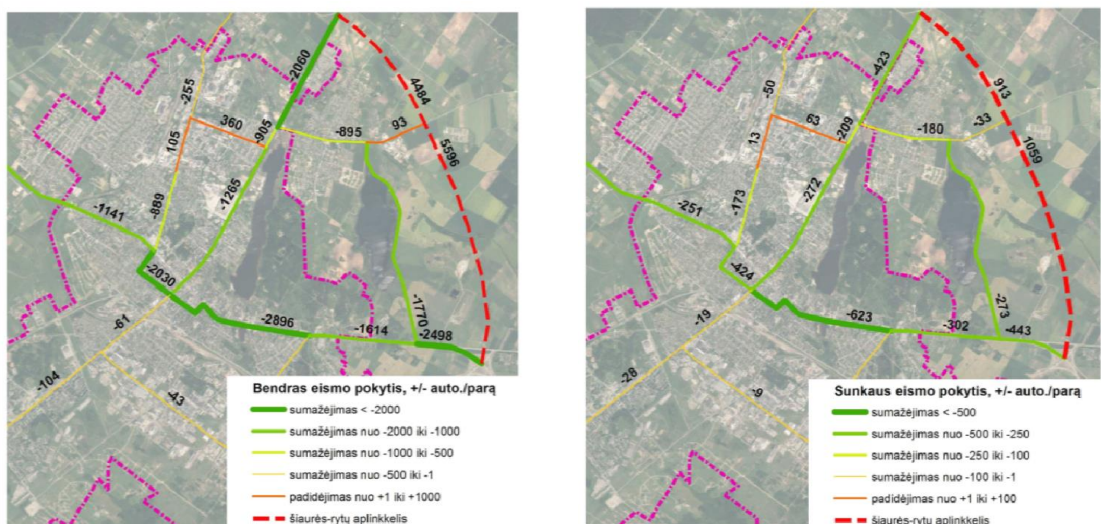 -2060
-255
4484
105
360
-905
-895
93
5596
-1265
-889
-1141
-2030
-61
-2896
-1614
-1770
-2498
-104
-43
Bendras eismo pokytis, +/- auto./parą
sumažėjimas < -2000
sumažėjimas nuo -2000 iki -1000
sumažėjimas nuo -1000 iki -500
sumažėjimas nuo -500 iki -1
padidėjimas nuo +1 iki +1000
šiaurės-rytų aplinkkelis
-423
-50
913
13
63
-209
-180
-33
1059
-272
-173
-251
-424
-19
-623
-302
-273
-443
-28
-9
Sunkaus eismo pokytis, +/- auto./parą
sumažėjimas < -500
sumažėjimas nuo -500 iki -250
sumažėjimas nuo -250 iki -100
sumažėjimas nuo -100 iki -1
padidėjimas nuo +1 iki +100
šiaurės-rytų aplinkkelis